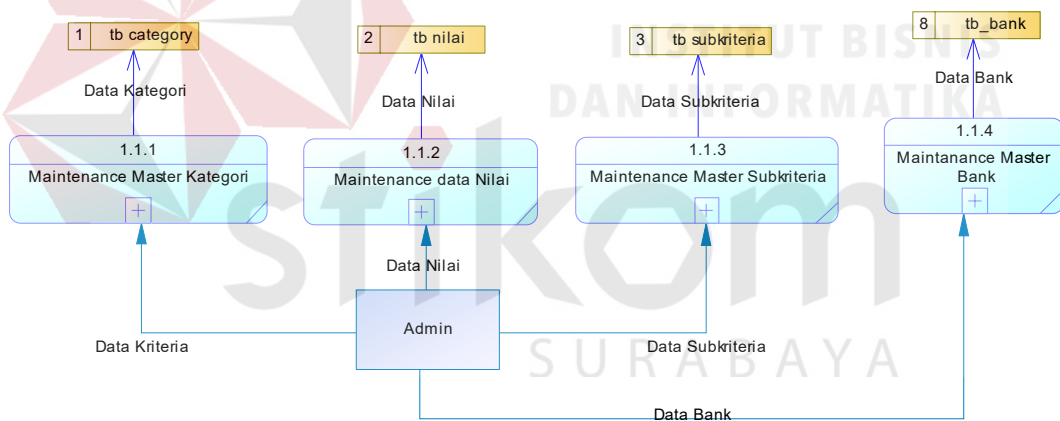 1 tb category
2 tb nilai
3 tb subkriteria
8 tb_bank
INSTITUT BISNIS
DAN INFORMATIKA
Data Kategori
Data Nilai
Data Subkriteria
Data Bank
1.1.1
Maintenance Master Kategori
1.1.2
Maintenance data Nilai
1.1.3
Maintenance Master Subkriteria
1.1.4
Maintanance Master
Bank
stikom
SURABAYA
Data Nilai
Admin
Data Kriteria
Data Subkriteria
Data Bank